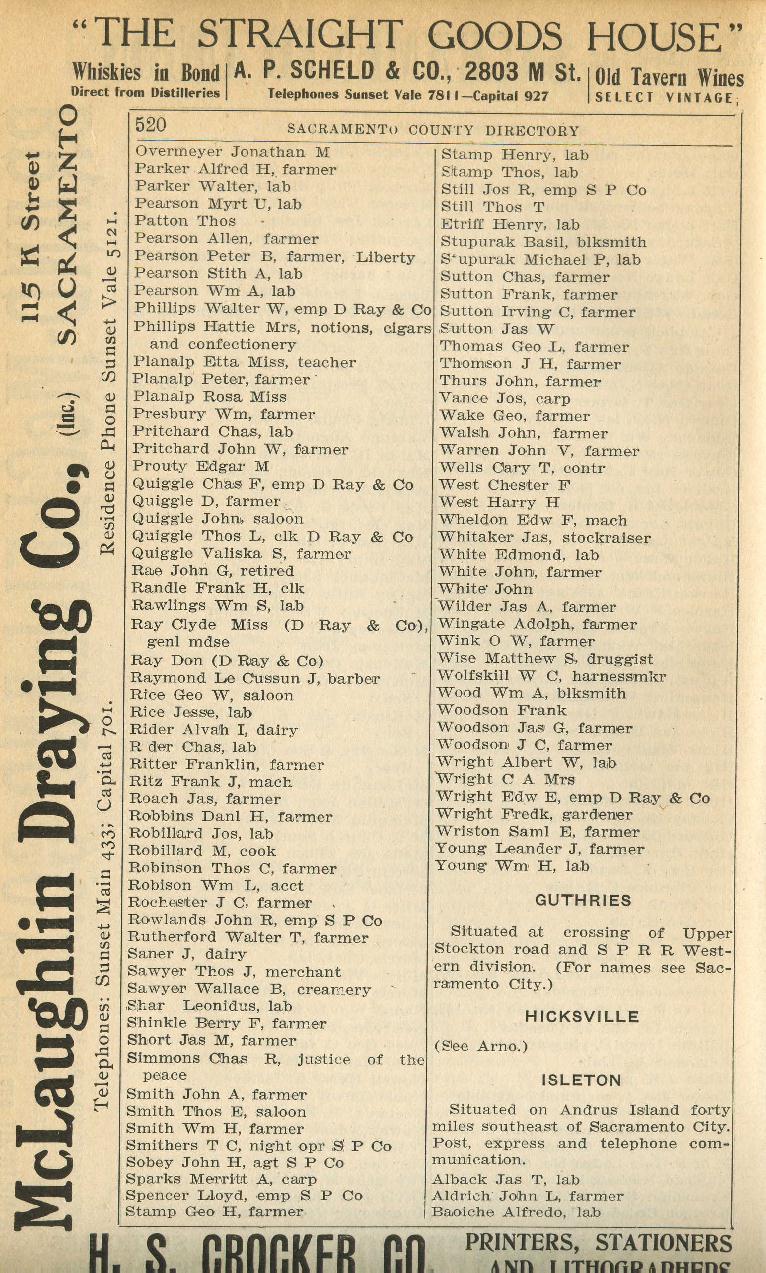 “THE STRAIGHT GOODS HOUSE”
Whiskies in Bond
Direct from Distilleries
A. P. SCHELD & CO., 2803 M St.
Telephones Sunset Vale 7811—Capital 927
Old Tavern Wines
SELECT VINTAGE
McLaughlin Draying Co., (Inc.)
115 K Street
SACRAMENTO
Telephones: Sunset Main 433; Capital 701. Residence Phone Sunset Vale 5121.
520
SACRAMENTO COUNTY DIRECTORY
Overmeyer Jonathan M
Parker Alfred H, farmer
Parker Walter, lab
Pearson Myrt U, lab
Patton Thos
Pearson Allen, farmer
Pearson Peter B, farmer, Liberty
Pearson Stith A, lab
Pearson Wm A, lab
Phillips Walter W, emp D Ray & Co
Phillips Hattie Mrs, notions, cigars
and confectionery
Planalp Etta Miss, teacher
Planalp Peter, farmer
Planalp Rosa Miss
Presbury Wm, farmer
Pritchard Chas, lab
Pritchard John W, farmer
Prouty Edgar M
Quiggle Chas F, emp D Ray & Co
Quiggle D, farmer
Quiggle John, saloon
Quiggle Thos L, clk D Ray & Co
Quiggle Valiska S, farmer
Rae John G, retired
Randle Frank H, clk
Rawlings Wm S, lab
Ray Clyde Miss (D Ray & Co),
genl mdse
Ray Don (D Ray & Co)
Raymond Le Cussun J, barber
Rice Geo W, saloon
Rice Jesse, lab
Rider Alvah I, dairy
R der Chas, lab
Ritter Franklin, farmer
Ritz Frank J, mach
Roach Jas, farmer
Robbins Danl H, farmer
Robillard Jos, lab
Robillard M, cook
Robinson Thos C, farmer
Robison Wm L, acct
Rochester J C, farmer
Rowlands John R, emp S P Co
Rutherford Walter T, farmer
Saner J, dairy
Sawyer Thos J, merchant
Sawyer Wallace B, creamery
Shar Leonidus, lab
Shinkle Berry F, farmer
Short Jas M, farmer
Simmons Chas R, justice of the
peace
Smith John A, farmer
Smith Thos E, saloon
Smith Wm H, farmer
Smithers T C, night opr S P Co
Sobey John H, agt S P Co
Sparks Merritt A, carp
Spencer Lloyd, emp S P Co
Stamp Geo H, farmer
Stamp Henry, lab
Stamp Thos, lab
Still Jos R, emp S P Co
Still Thos T
Etriff Henry, lab
Stupurak Basil, blksmith
Stupurak Michael P, lab
Sutton Chas, farmer
Sutton Frank, farmer
Sutton Irving C, farmer
Sutton Jas W
Thomas Geo L, farmer
Thomson J H, farmer
Thurs John, farmer
Vance Jos, carp
Wake Geo, farmer
Walsh John, farmer
Warren John V, farmer
Wells Cary T, contr
West Chester F
West Harry H
Wheldon Edw F, mach
Whitaker Jas, stockraiser
White Edmond, lab
White John, farmer
White John
Wilder Jas A, farmer
Wingate Adolph, farmer
Wink O W, farmer
Wise Matthew S, druggist
Wolfskill W C, harnessmkr
Wood Wm A, blksmith
Woodson Frank
Woodson Jas G, farmer
Woodson J C, farmer
Wright Albert W, lab
Wright C A Mrs
Wright Edw E, emp D Ray & Co
Wright Fredk, gardener
Wriston Saml E, farmer
Young Leander J, farmer
Young Wm H, lab
GUTHRIES
Situated at crossing of Upper
Stockton road and S P R R West-
ern division. (For names see Sac-
ramento City.)
HICKSVILLE
(See Arno.)
ISLETON
Situated on Andrus Island forty
miles southeast of Sacramento City.
Post, express and telephone com-
munication.
Alback Jas T, lab
Aldrich John L, farmer
Baoiche Alfredo, lab
H. S. CROCKER CO.
PRINTERS, STATIONERS
AND LITHOGRAPHERS